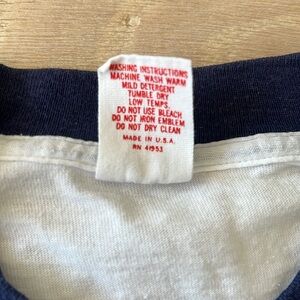 WASHING INSTRUCTIONS
MACHINE WASH WARM
MILD DETERGENT
TUMBLE DRY
LOW TEMPS.
DO NOT USE BLEACH
DO NOT IRON EMBLEM
DO NOT DRY CLEAN
MADE IN U.S.A.
RN 41953